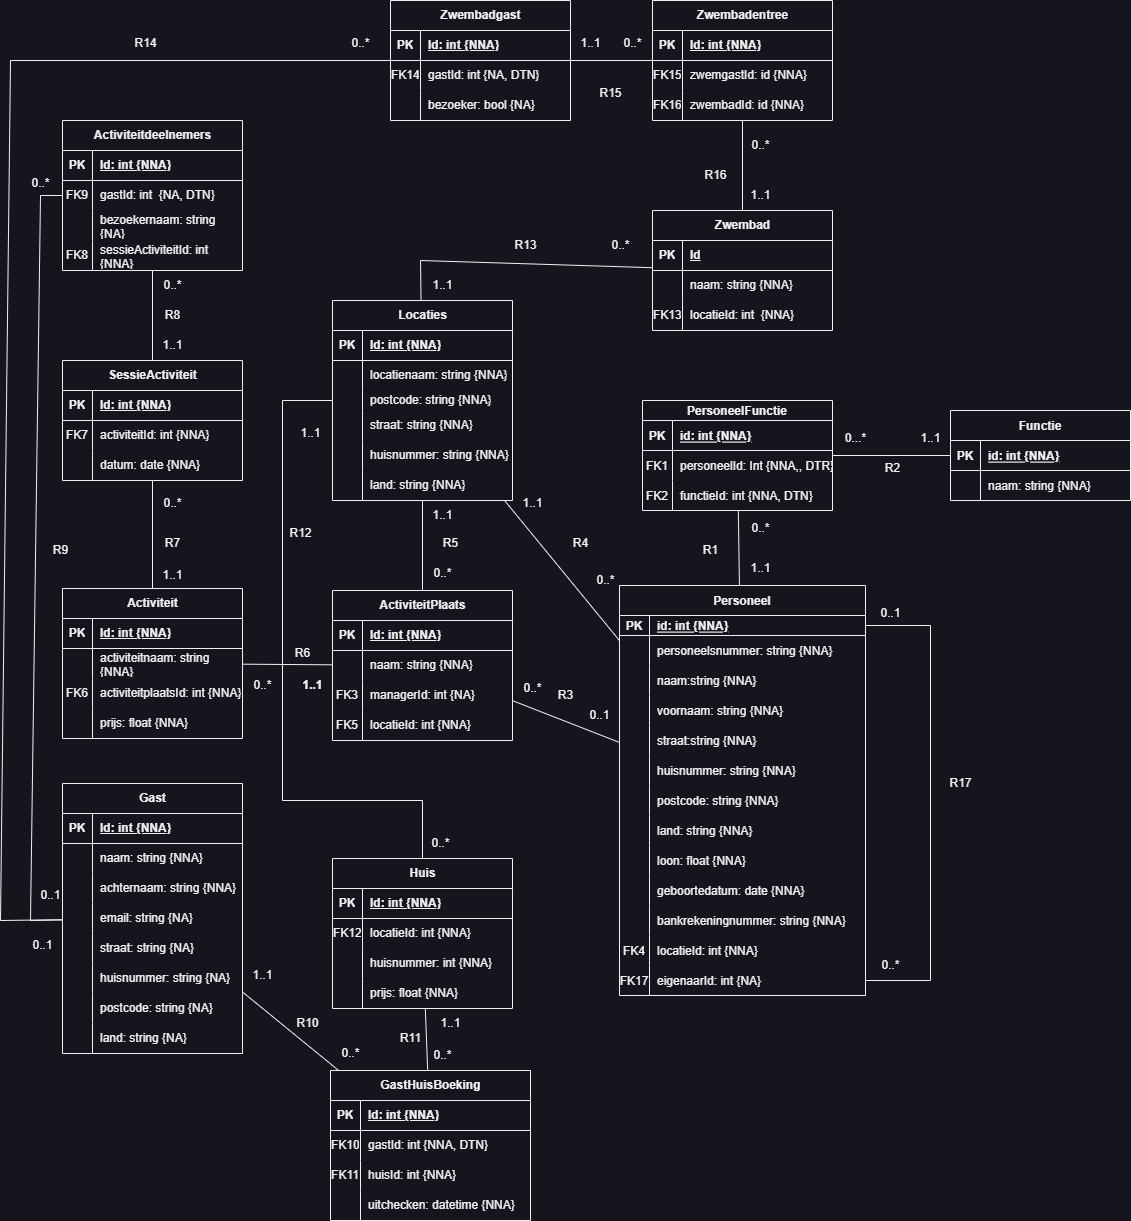 Zwembadgast
PK Id: int {NNA}
FK14 gastId: int {NA, DTN}
bezoeker: bool {NA}
Zwembadentree
PK Id: int {NNA}
FK15 zwemgastId: id {NNA}
FK16 zwembadId: id {NNA}
R14
0..*
1..1
0..*
R15
Activiteitdeelnemers
PK Id: int {NNA}
FK9 gastId: int {NA, DTN}
bezoekernaam: string
{NA}
FK8 sessieActiviteitId: int
{NNA}
0..*
0..*
R16
1..1
Zwembad
PK Id
naam: string {NNA}
FK13 locatieId: int {NNA}
R13
0..*
1..1
0..*
R8
1..1
Locaties
PK Id: int {NNA}
locatienaam: string {NNA}
postcode: string {NNA}
straat: string {NNA}
huisnummer: string {NNA}
land: string {NNA}
SessieActiviteit
PK Id: int {NNA}
FK7 activiteitId: int {NNA}
datum: date {NNA}
1..1
PersoneelFunctie
PK id: int {NNA}
FK1 personeelId: Int {NNA,, DTR}
FK2 functieId: int {NNA, DTN}
0...*
1..1
R2
Functie
PK id: int {NNA}
naam: string {NNA}
0..*
R7
1..1
R9
R12
1..1
R5
0..*
1..1
R4
0..*
0..*
R1
1..1
Activiteit
PK Id: int {NNA}
activiteitnaam: string
{NNA}
FK6 activiteitplaatsId: int {NNA}
prijs: float {NNA}
R6
0..*
1..1
ActiviteitPlaats
PK Id: int {NNA}
naam: string {NNA}
FK3 managerId: int {NA}
FK5 locatieId: int {NNA}
0..*
R3
0..1
Personeel
PK id: int {NNA}
personeelsnummer: string {NNA}
naam:string {NNA}
voornaam: string {NNA}
straat:string {NNA}
huisnummer: string {NNA}
postcode: string {NNA}
land: string {NNA}
loon: float {NNA}
geboortedatum: date {NNA}
bankrekeningnummer: string {NNA}
FK4 locatieId: int {NNA}
FK17 eigenaarId: int {NA}
0..1
R17
0..*
Gast
PK Id: int {NNA}
naam: string {NNA}
achternaam: string {NNA}
email: string {NA}
straat: string {NA}
huisnummer: string {NA}
postcode: string {NA}
land: string {NA}
0..1
0..1
0..*
Huis
PK Id: int {NNA}
FK12 locatieId: int {NNA}
huisnummer: int {NNA}
prijs: float {NNA}
1..1
R10
0..*
1..1
R11
0..*
GastHuisBoeking
PK Id: int {NNA}
FK10 gastId: int {NNA, DTN}
FK11 huisId: int {NNA}
uitchecken: datetime {NNA}